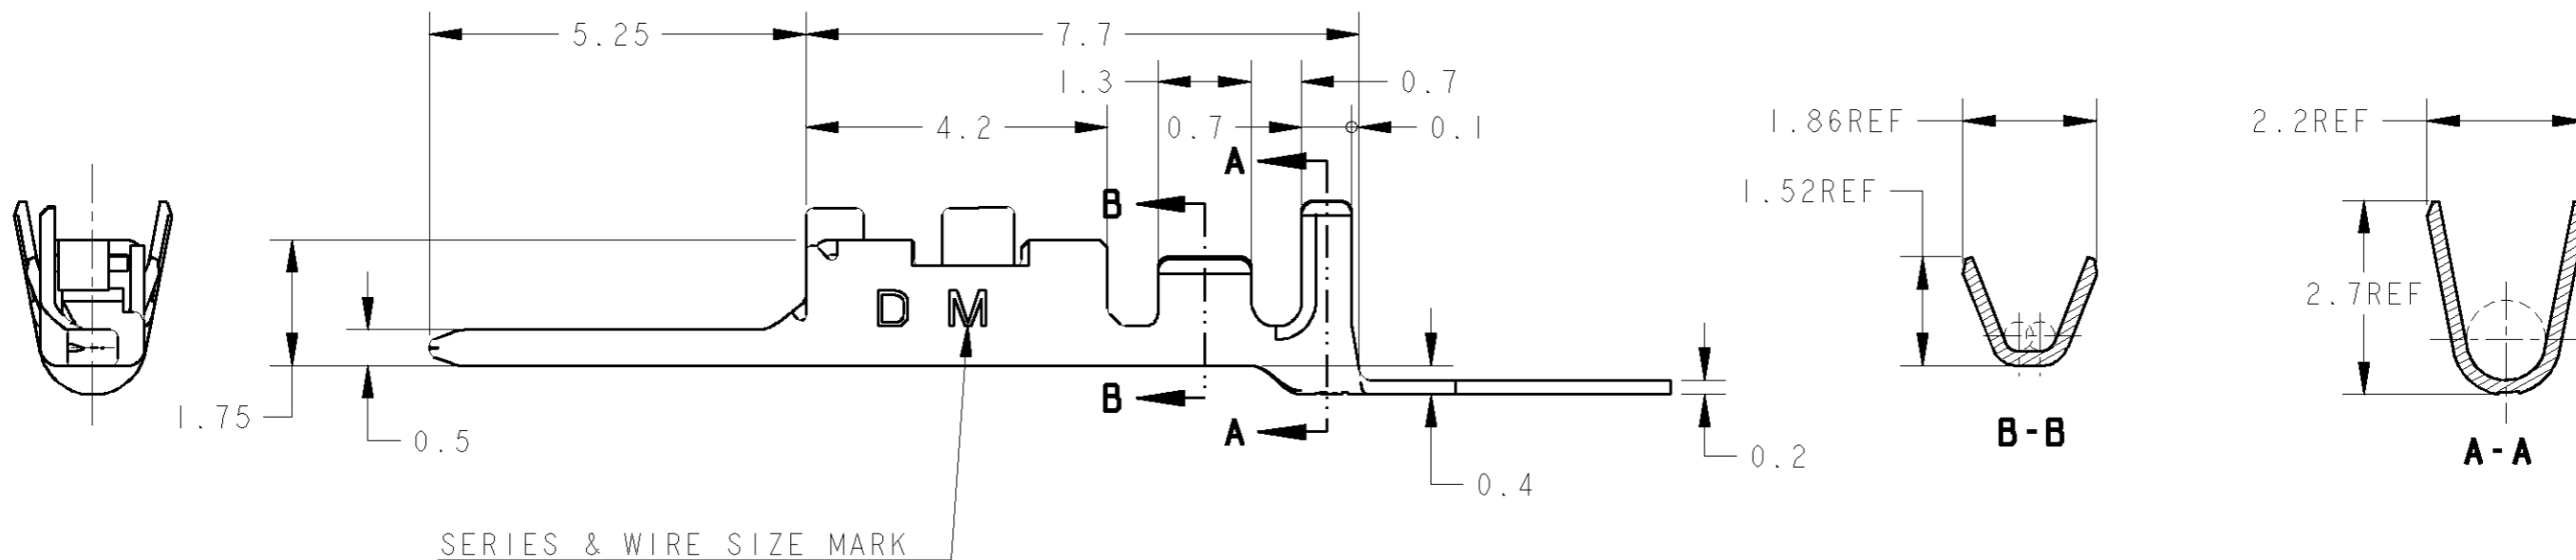 5.25
7.7
1.3
0.7
4.2
0.7
0.1
1.86REF
2.2REF
A
1.52REF
B
2.7REF
D M
B
1.75
0.5
A
B-B
A-A
0.2
0.4
SERIES & WIRE SIZE MARK